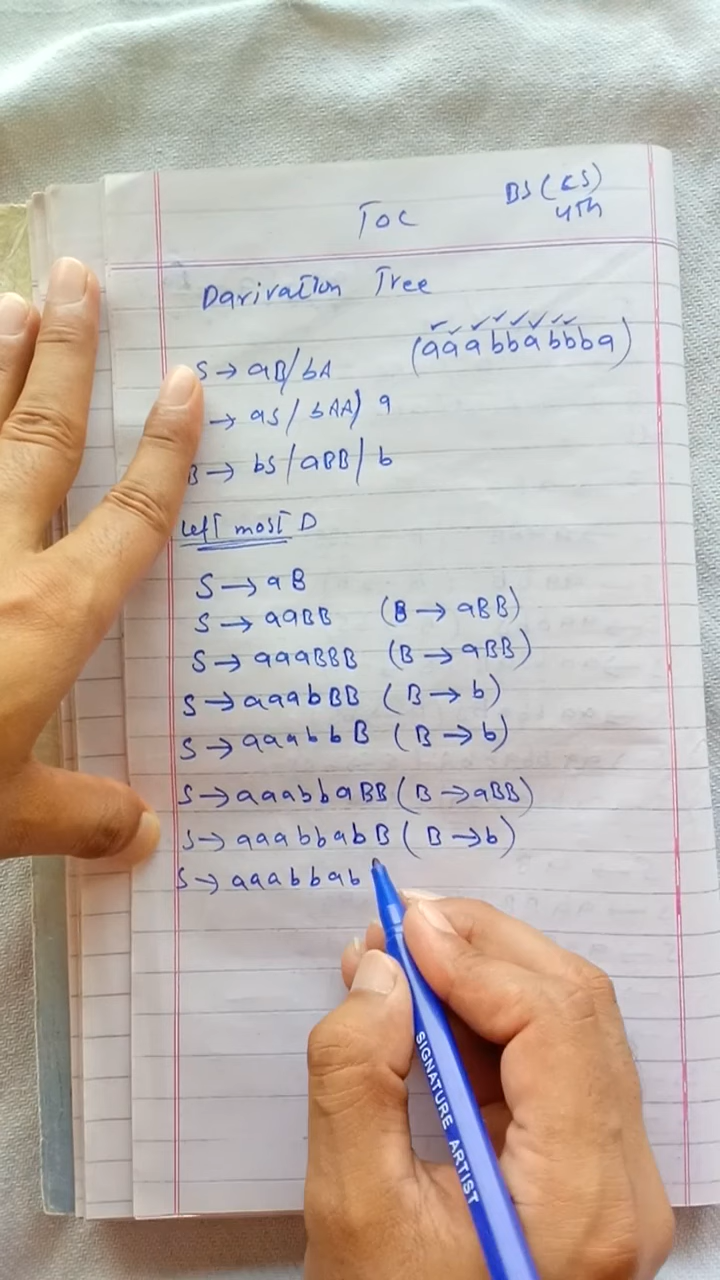 BS (CS)
4th
TOC
Darivation Tree
(aaabbabbba)
S → aB/bA
→ aS / bAA) a
B → bS / aBB / b
Left most D
S → aB
S → aaBB (B → aBB)
S → aaaBBB (B → aBB)
S → aaabBB (B → b)
S → aaabbB (B → b)
S → aaabbaBB (B → aBB)
S → aaabbabB (B → b)
S → aaabbab
SIGNATURE ARTIST